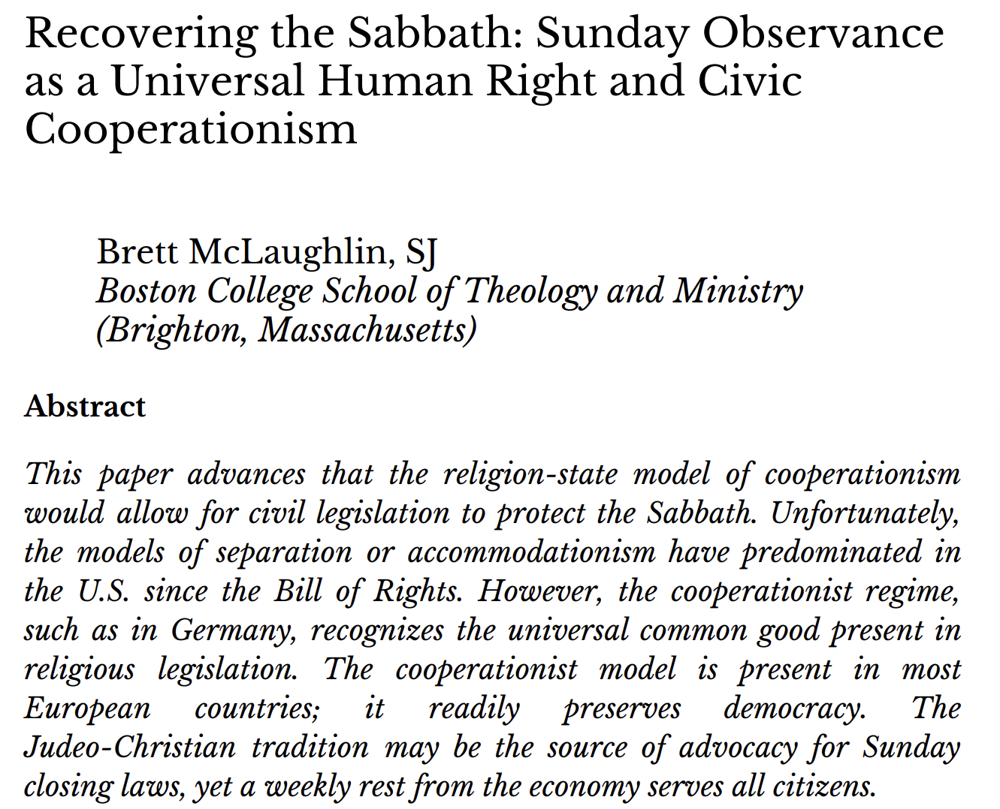 Recovering the Sabbath: Sunday Observance
as a Universal Human Right and Civic
Cooperationism
Brett McLaughlin, SJ
Boston College School of Theology and Ministry
(Brighton, Massachusetts)
Abstract
This paper advances that the religion-state model of cooperationism
would allow for civil legislation to protect the Sabbath. Unfortunately,
the models of separation or accommodationism have predominated in
the U.S. since the Bill of Rights. However, the cooperationist regime,
such as in Germany, recognizes the universal common good present in
religious legislation. The cooperationist model is present in most
European countries; it readily preserves democracy. The
Judeo-Christian tradition may be the source of advocacy for Sunday
closing laws, yet a weekly rest from the economy serves all citizens.